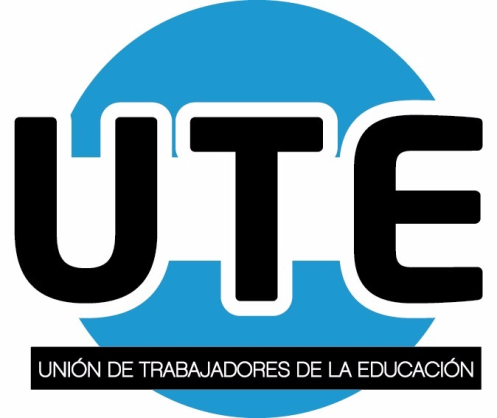 UTE
UNIÓN DE TRABAJADORES DE LA EDUCACIÓN